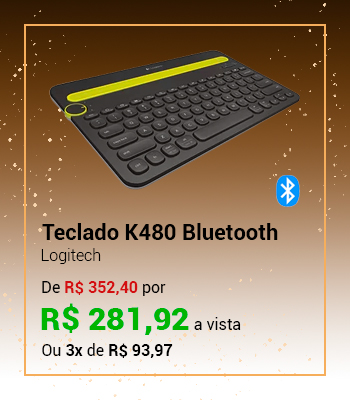 Teclado K480 Bluetooth
Logitech
De R$ 352,40 por
R$ 281,92 a vista
Ou 3x de R$ 93,97